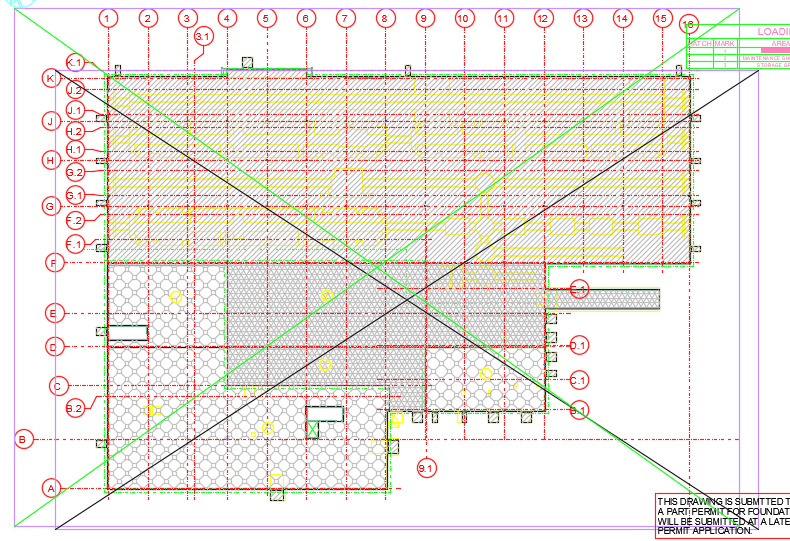 1 2 3 4 5 6 7 8 9 10 11 12 13 14 15 16
3.1
LOADI
HATCH MARK AREA
MAINTENANCE
STORAGE
K.1
K
J.2
J.1
J
H.2
H.1
H
G.2
G.1
G
F.2
F.1
F
E.1
E
D.1
D
C.1
C
B.2
B.1
B
9.1
A
THIS DRAWING IS SUBMTTED T
A PART PERMIT FOR FOUNDAT
WILL BE SUBMITTED AT A LATE
PERMIT APPLICATION.